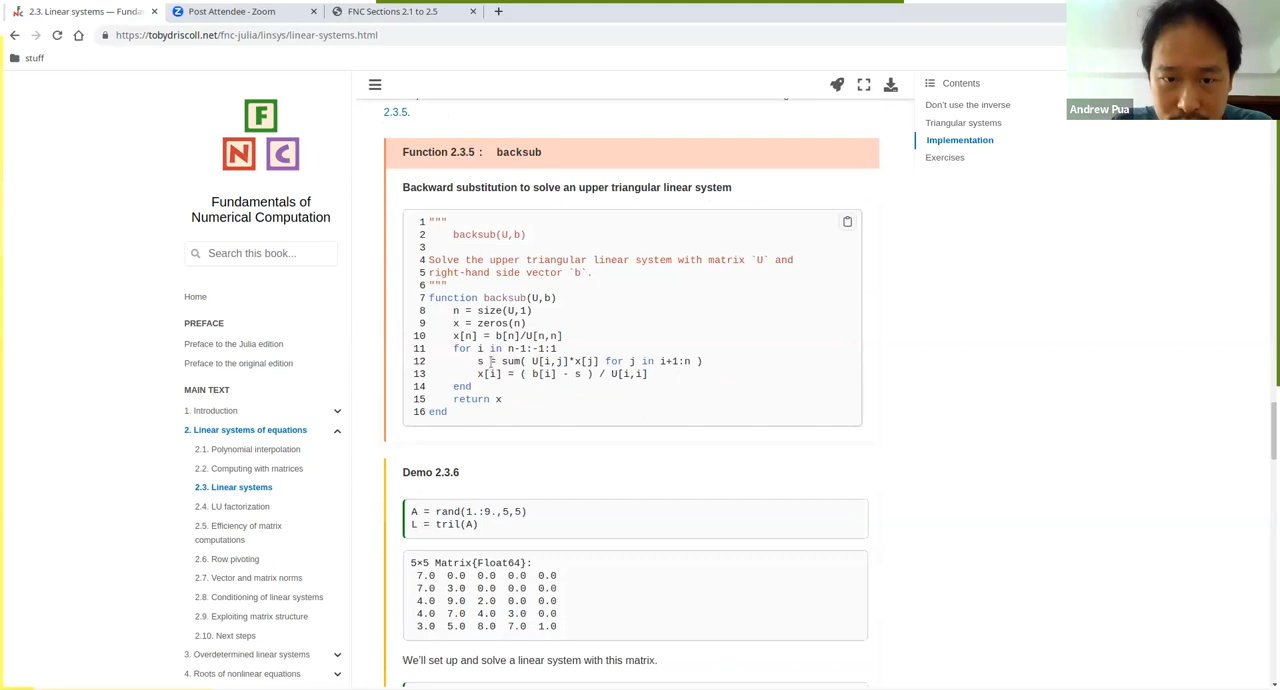 2.3. Linear systems — Funda
Post Attendee - Zoom
FNC Sections 2.1 to 2.5
https://tobydriscoll.net/fnc-julia/linsys/linear-systems.html
stuff
Andrew Pua
F
N C
Fundamentals of
Numerical Computation
Search this book...
Home
PREFACE
Preface to the Julia edition
Preface to the original edition
MAIN TEXT
1. Introduction
2. Linear systems of equations
2.1. Polynomial interpolation
2.2. Computing with matrices
2.3. Linear systems
2.4. LU factorization
2.5. Efficiency of matrix
computations
2.6. Row pivoting
2.7. Vector and matrix norms
2.8. Conditioning of linear systems
2.9. Exploiting matrix structure
2.10. Next steps
3. Overdetermined linear systems
4. Roots of nonlinear equations
2.3.5.
Function 2.3.5 : backsub
Backward substitution to solve an upper triangular linear system
1 """
2     backsub(U,b)
3
4 Solve the upper triangular linear system with matrix `U` and
5 right-hand side vector `b`.
6 """
7 function backsub(U,b)
8     n = size(U,1)
9     x = zeros(n)
10     x[n] = b[n]/U[n,n]
11     for i in n-1:-1:1
12         s = sum( U[i,j]*x[j] for j in i+1:n )
13         x[i] = ( b[i] - s ) / U[i,i]
14     end
15     return x
16 end
Demo 2.3.6
A = rand(1.:9.,5,5)
L = tril(A)
5×5 Matrix{Float64}:
7.0 0.0 0.0 0.0 0.0
7.0 3.0 0.0 0.0 0.0
4.0 9.0 2.0 0.0 0.0
4.0 7.0 4.0 3.0 0.0
3.0 5.0 8.0 7.0 1.0
We'll set up and solve a linear system with this matrix.
Contents
Don't use the inverse
Triangular systems
Implementation
Exercises